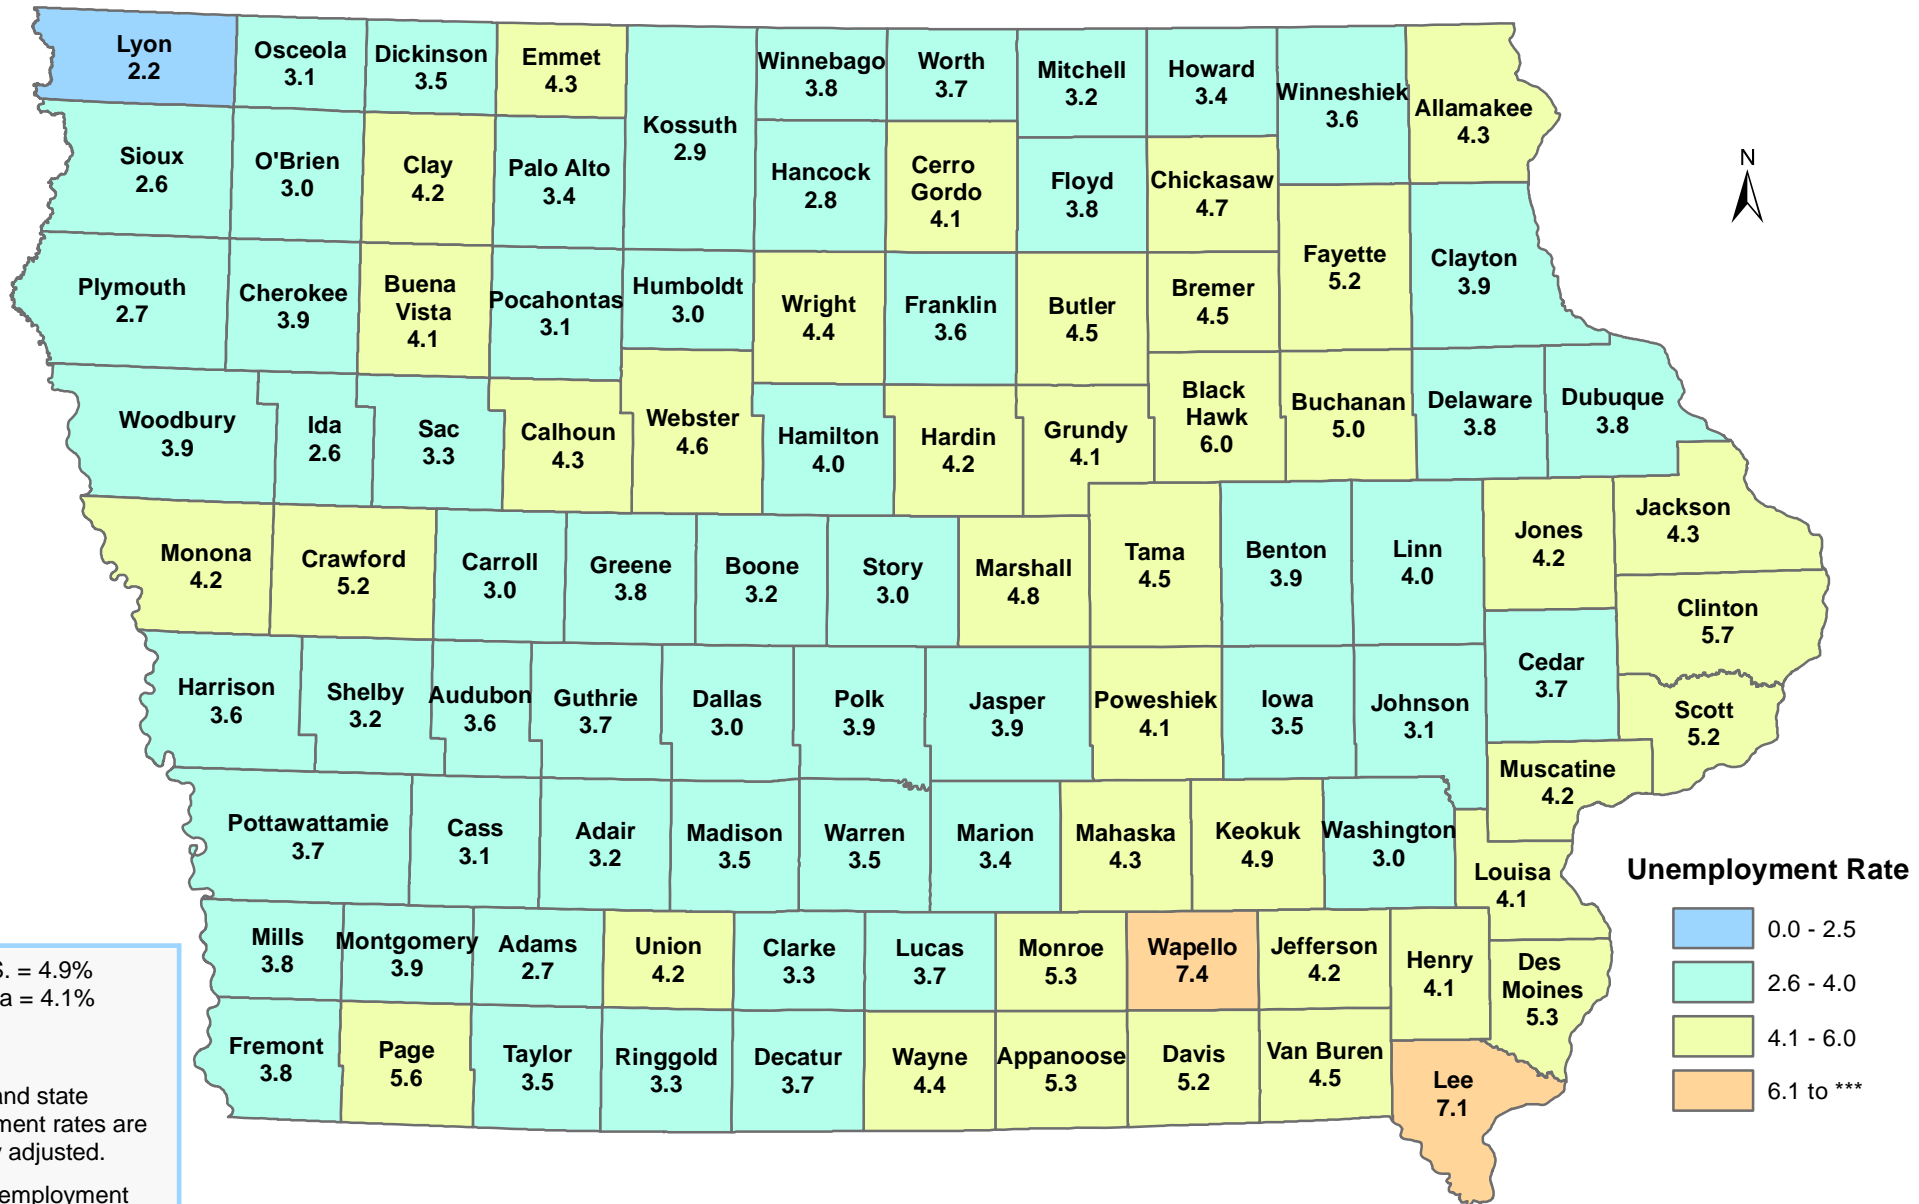 Lyon
2.2
Osceola
3.1
Dickinson
3.5
Emmet
4.3
Kossuth
2.9
Winnebago
3.8
Worth
3.7
Mitchell
3.2
Howard
3.4
Winneshiek
3.6
Allamakee
4.3
N
Sioux
2.6
O'Brien
3.0
Clay
4.2
Palo Alto
3.4
Hancock
2.8
Cerro
Gordo
4.1
Floyd
3.8
Chickasaw
4.7
Fayette
5.2
Clayton
3.9
Plymouth
2.7
Cherokee
3.9
Buena
Vista
4.1
Pocahontas
3.1
Humboldt
3.0
Wright
4.4
Franklin
3.6
Butler
4.5
Bremer
4.5
Woodbury
3.9
Ida
2.6
Sac
3.3
Calhoun
4.3
Webster
4.6
Hamilton
4.0
Hardin
4.2
Grundy
4.1
Black
Hawk
6.0
Buchanan
5.0
Delaware
3.8
Dubuque
3.8
Monona
4.2
Crawford
5.2
Carroll
3.0
Greene
3.8
Boone
3.2
Story
3.0
Marshall
4.8
Tama
4.5
Benton
3.9
Linn
4.0
Jones
4.2
Jackson
4.3
Clinton
5.7
Harrison
3.6
Shelby
3.2
Audubon
3.6
Guthrie
3.7
Dallas
3.0
Polk
3.9
Jasper
3.9
Poweshiek
4.1
Iowa
3.5
Johnson
3.1
Cedar
3.7
Scott
5.2
Muscatine
4.2
Pottawattamie
3.7
Cass
3.1
Adair
3.2
Madison
3.5
Warren
3.5
Marion
3.4
Mahaska
4.3
Keokuk
4.9
Washington
3.0
Louisa
4.1
Mills
3.8
Montgomery
3.9
Adams
2.7
Union
4.2
Clarke
3.3
Lucas
3.7
Monroe
5.3
Wapello
7.4
Jefferson
4.2
Henry
4.1
Des
Moines
5.3
Fremont
3.8
Page
5.6
Taylor
3.5
Ringgold
3.3
Decatur
3.7
Wayne
4.4
Appanoose
5.3
Davis
5.2
Van Buren
4.5
Lee
7.1
Unemployment Rate
0.0 - 2.5
2.6 - 4.0
4.1 - 6.0
6.1 to ***
S. = 4.9%
a = 4.1%
and state
ment rates are
y adjusted.
employment